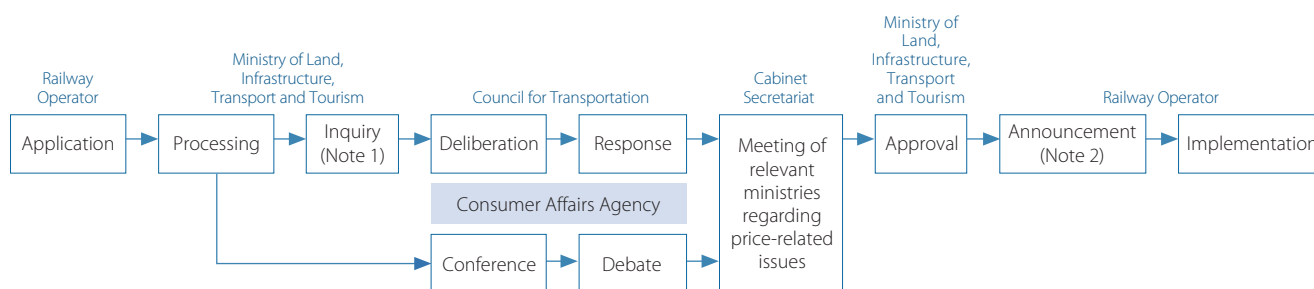 Railway
Operator
Ministry of Land,
Infrastructure,
Transport and Tourism
Council for Transportation
Cabinet
Secretariat
Ministry of
Land,
Infrastructure,
Transport
and Tourism
Railway Operator
Application
Processing
Inquiry
(Note 1)
Deliberation
Response
Meeting of
relevant
ministries
regarding
price-related
issues
Approval
Announcement
(Note 2)
Implementation
Consumer Affairs Agency
Conference
Debate